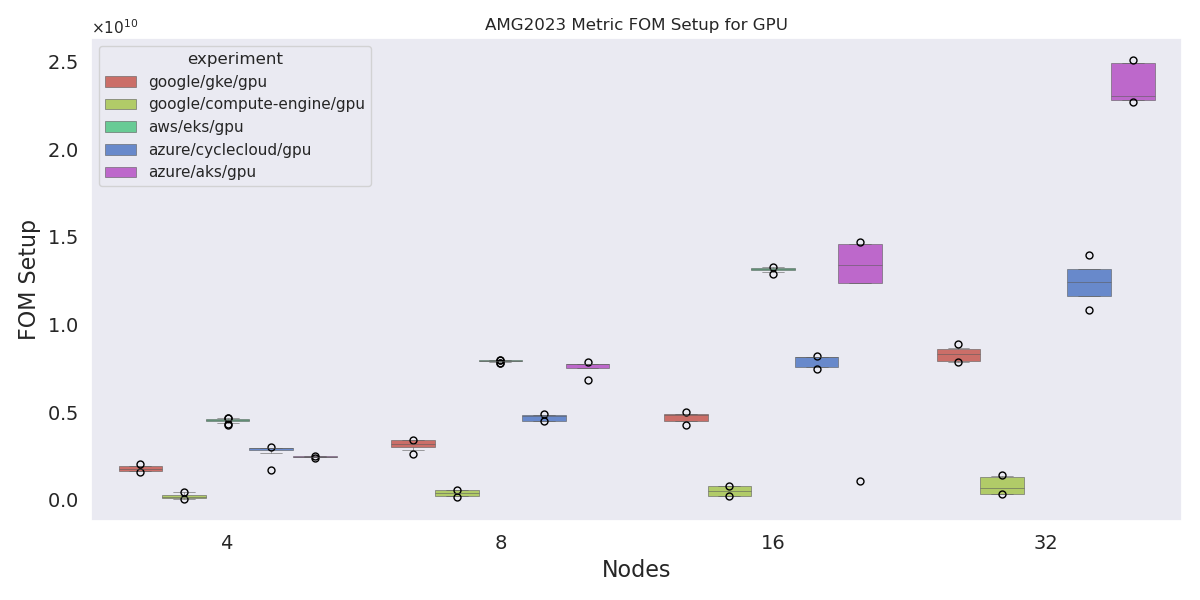 AMG2023 Metric FOM Setup for GPU
×10¹⁰
2.5
2.0
1.5
1.0
0.5
0.0
FOM Setup
experiment
google/gke/gpu
google/compute-engine/gpu
aws/eks/gpu
azure/cyclecloud/gpu
azure/aks/gpu
4
8
16
32
Nodes